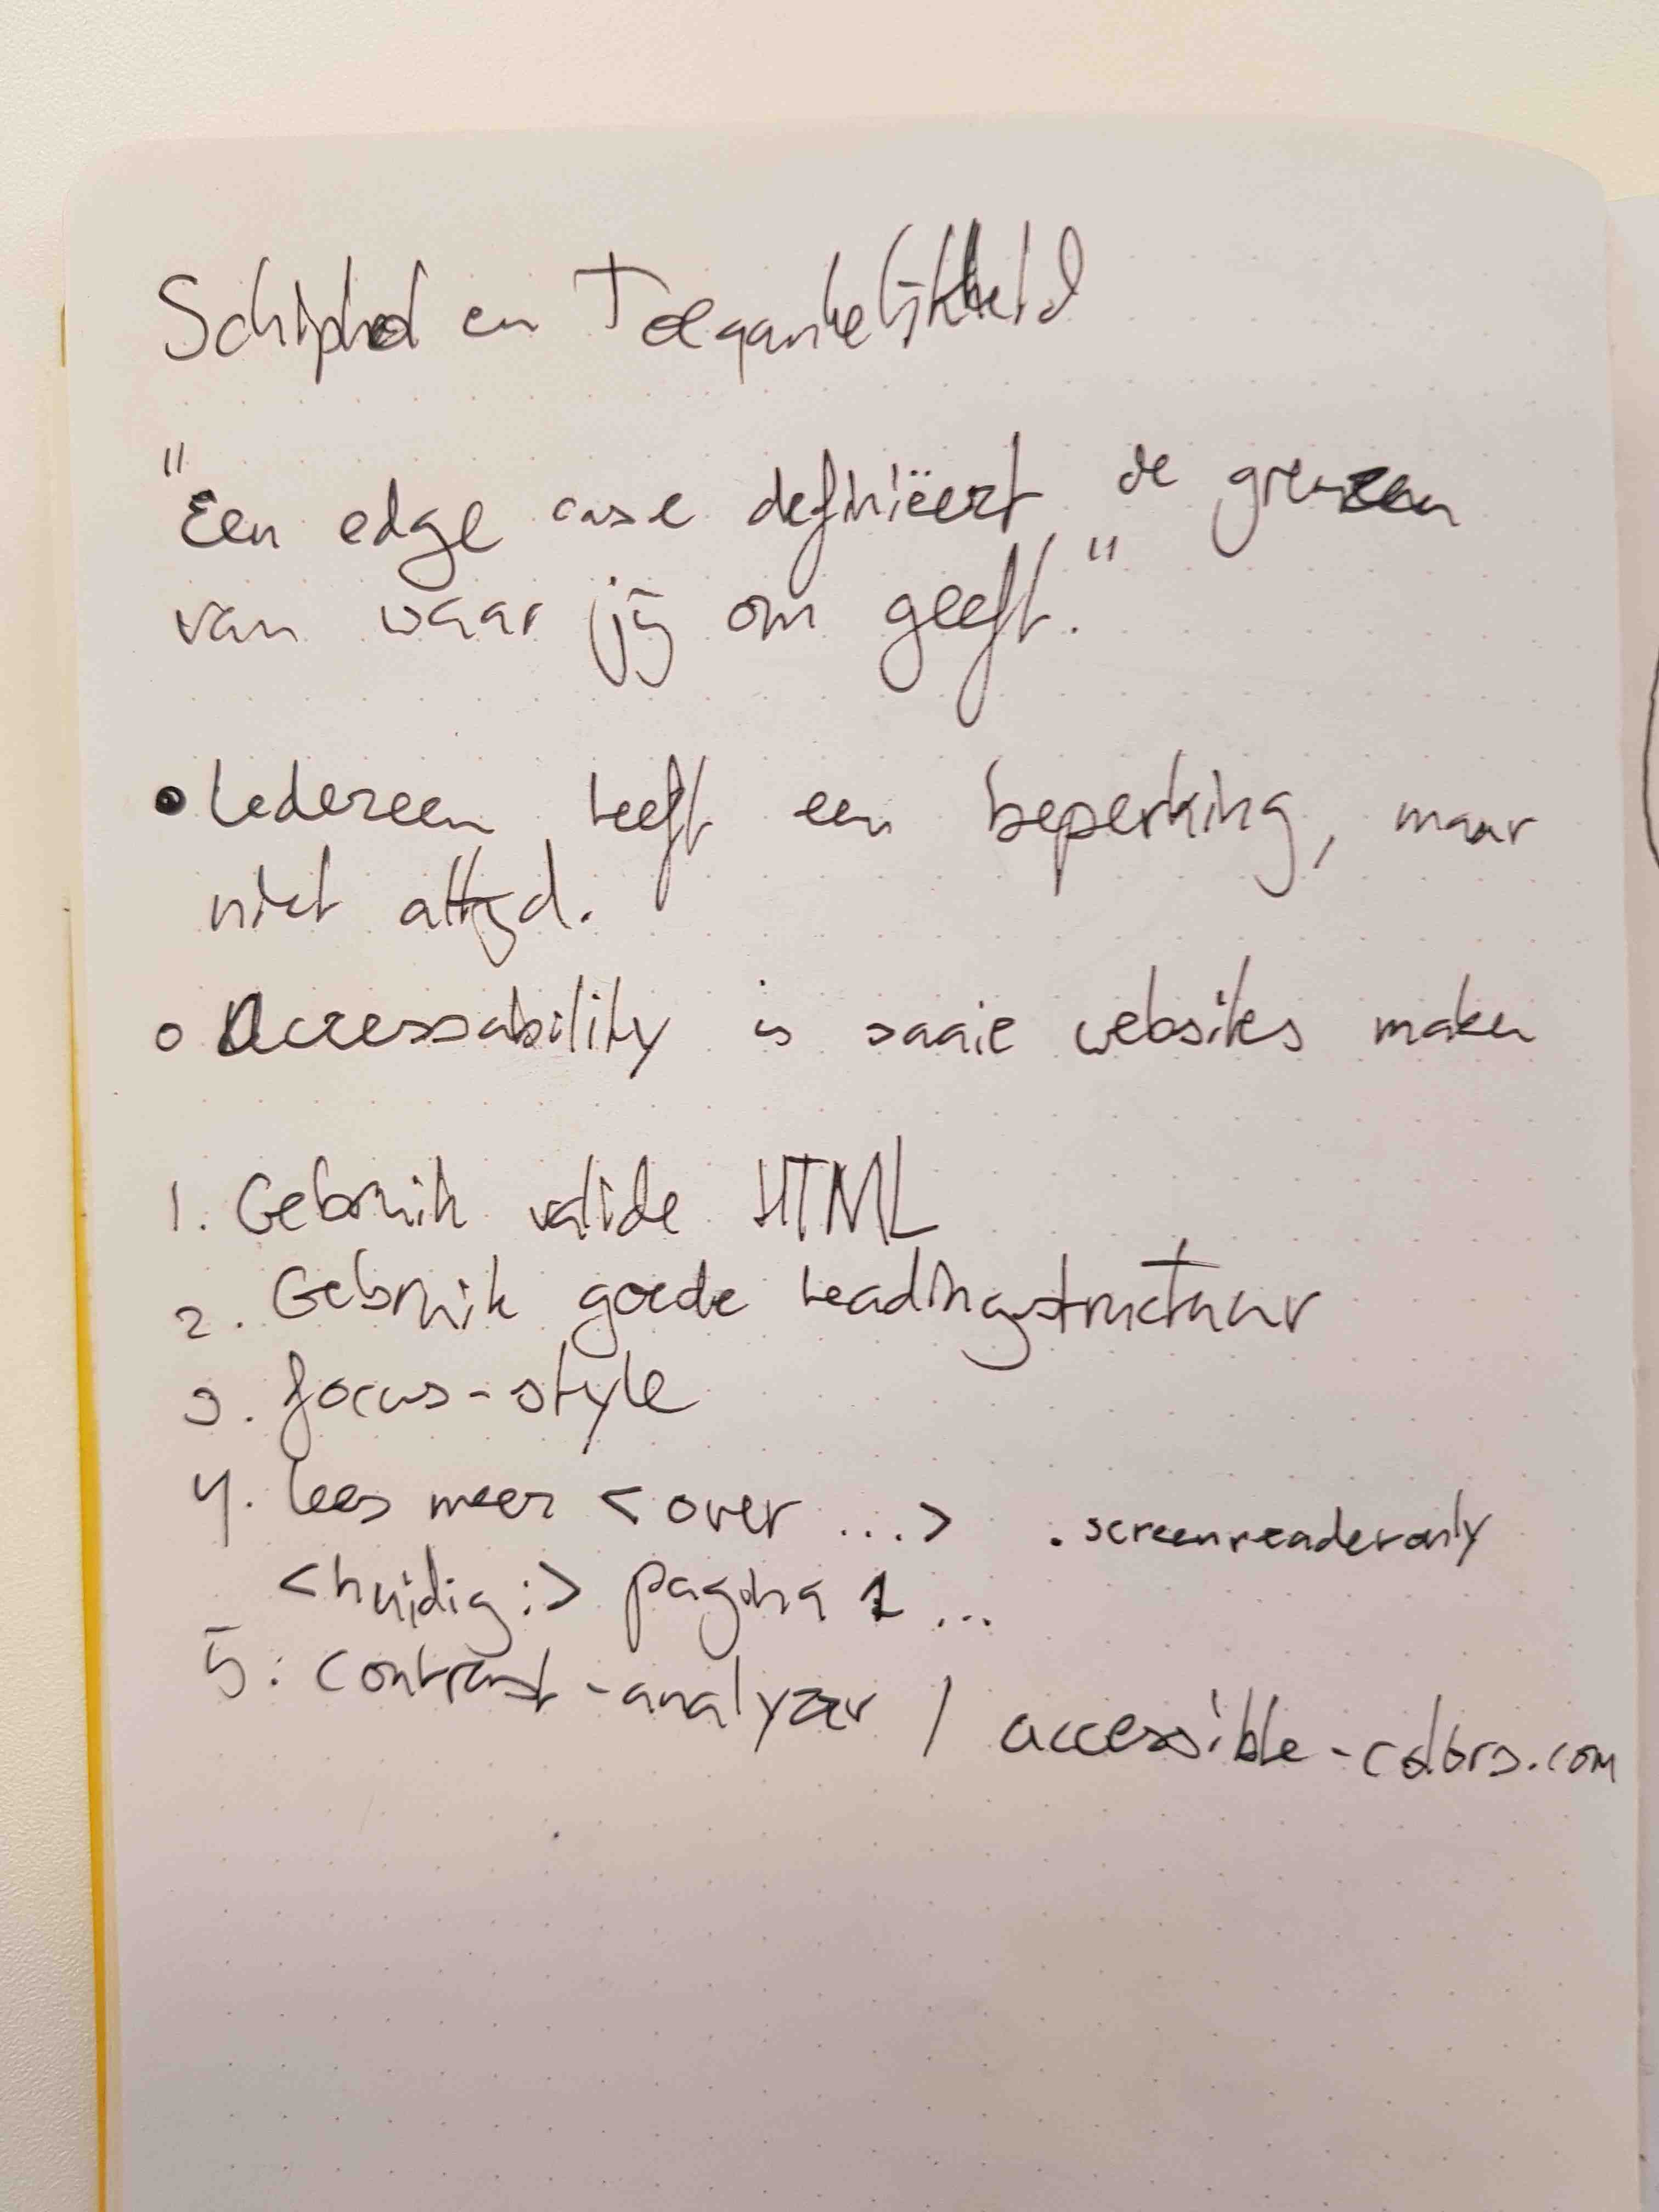 Schiphol en Toegankelijkheid
"Een edge case definiëert de grenzen
van waar jij om geeft."
• Iedereen heeft een beperking, maar
niet altijd.
o Accessability is saaie websites maken
1. Gebruik valide HTML
2. Gebruik goede headingstructuur
3. focus-style
4. lees meer <over ...> .screenreaderonly
<huidig:> pagina 1 ...
5. contrast-analyzer / accessible-colors.com